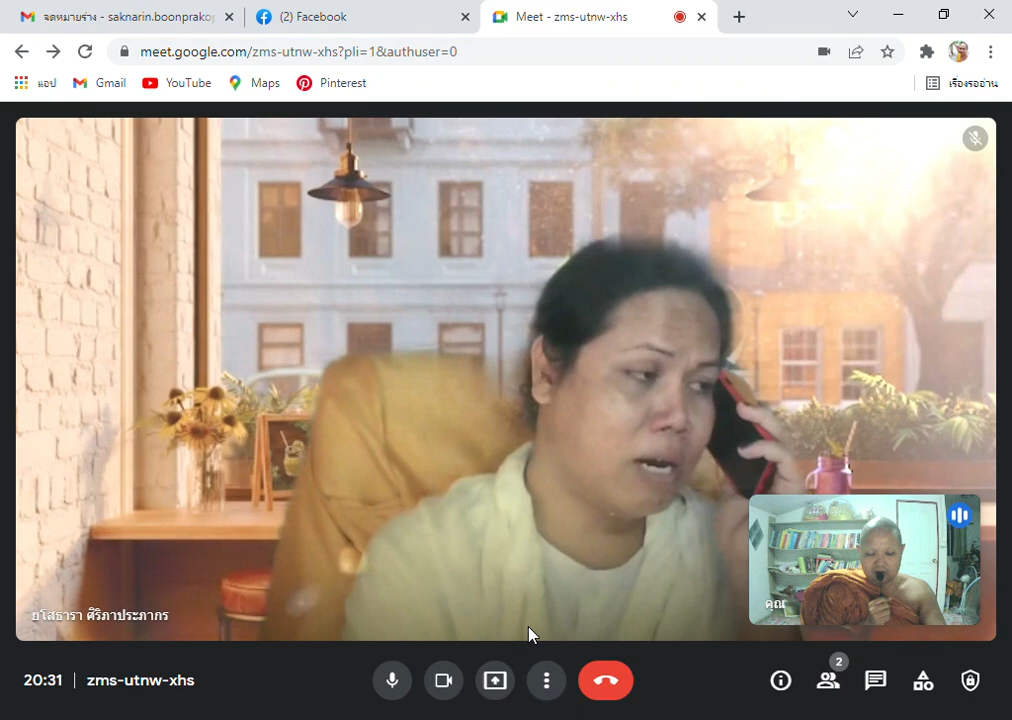 จดหมายร่าง - saknarin.boonprako
(2) Facebook
Meet - zms-utnw-xhs
meet.google.com/zms-utnw-xhs?pli=1&authuser=0
แอป
Gmail
YouTube
Maps
Pinterest
เรื่องรออ่าน
ยโสธารา ศิริภาประภากร
คุณ
20:31
zms-utnw-xhs
2